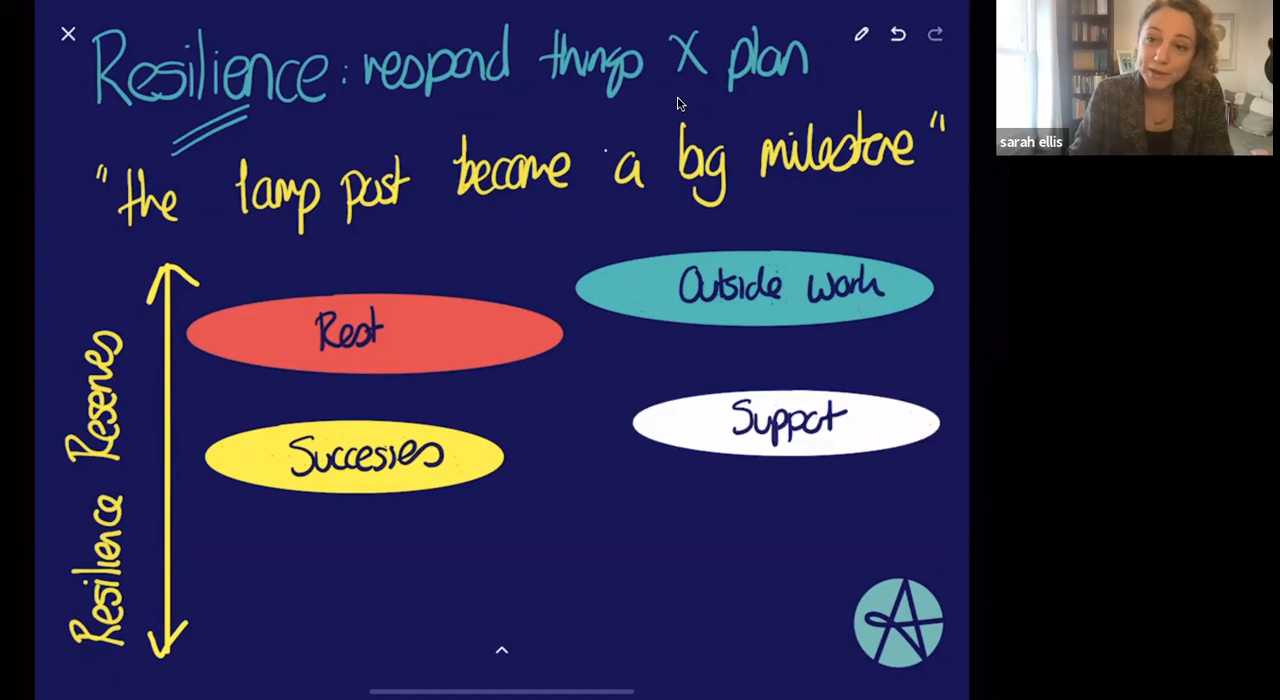 Resilience: respond things X plan
"the lamp post become a big milestone"
Outside Work
Rest
Support
Successes
Resilience Reserves
sarah ellis